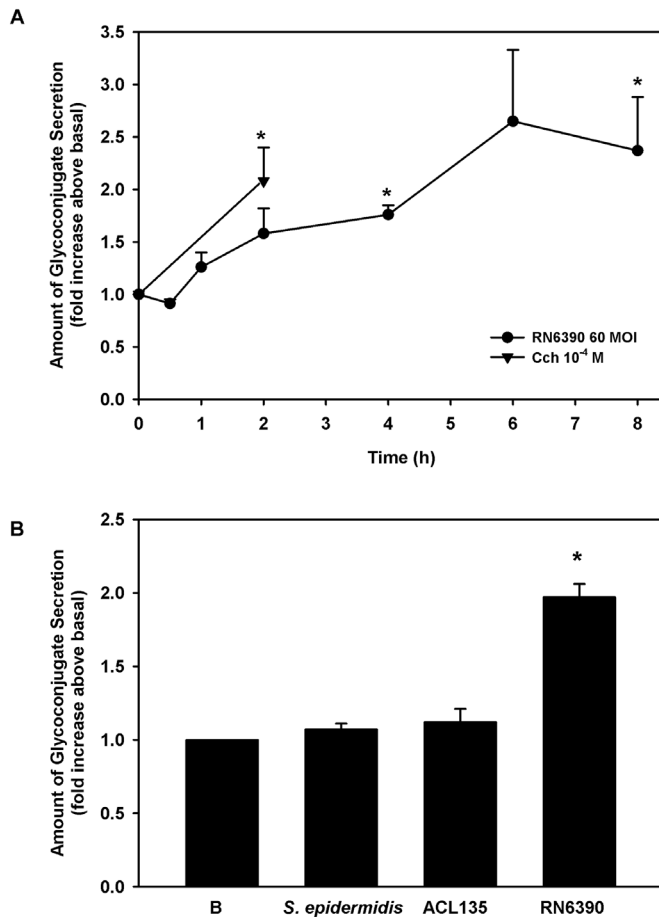 A
Amount of Glycoconjugate Secretion
(fold increase above basal)
3.5
3.0
2.5
2.0
1.5
1.0
0.5
0.0
*
*
*
RN6390 60 MOI
Cch 10⁻⁴ M
0 1 2 3 4 5 6 7 8
Time (h)
B
Amount of Glycoconjugate Secretion
(fold increase above basal)
2.5
2.0
1.5
1.0
0.5
0.0
*
B S. epidermidis ACL135 RN6390